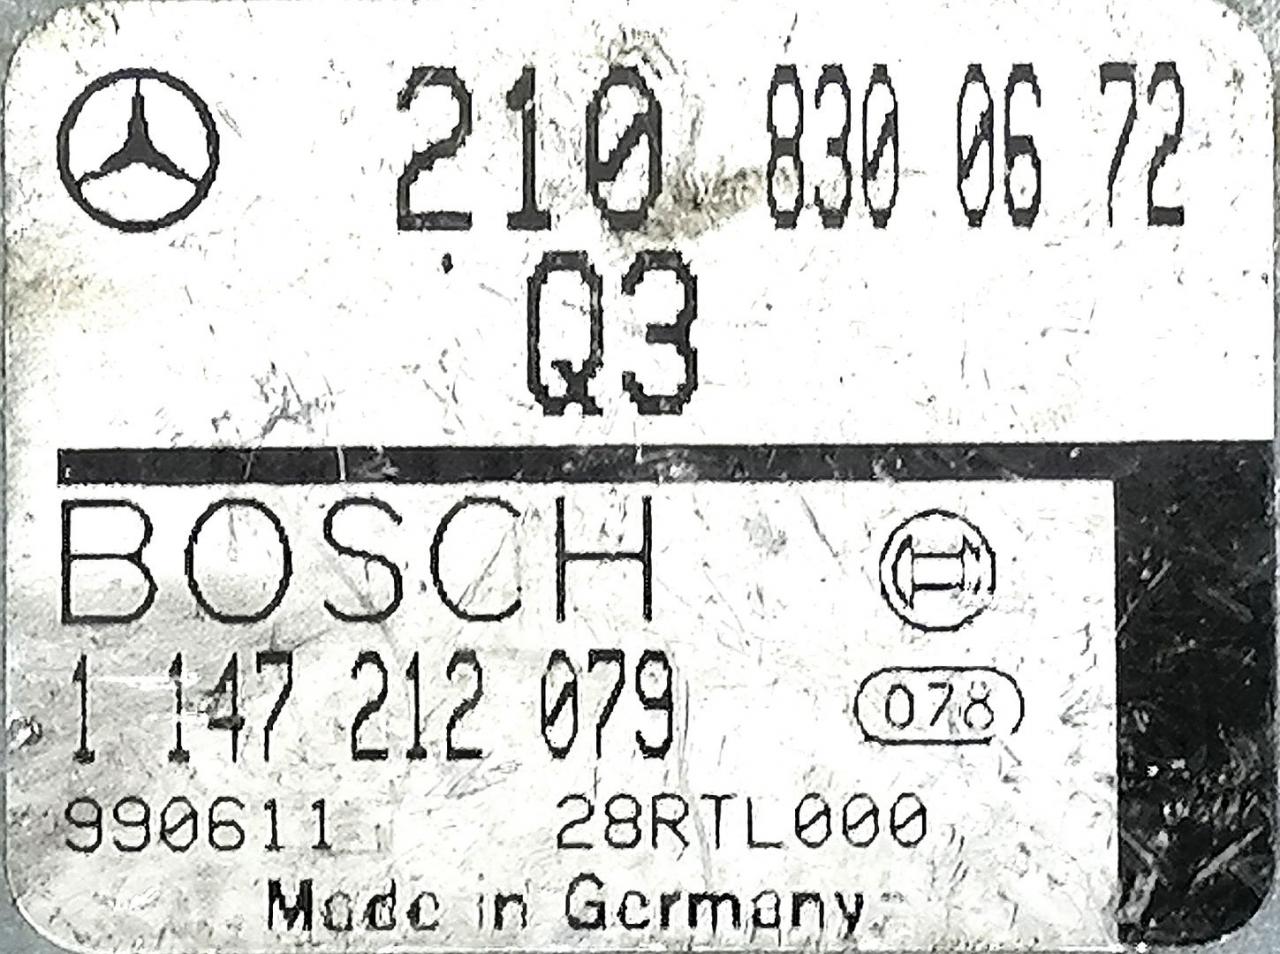 210 830 06 72
Q3
BOSCH
1 147 212 079 078
990611 28RTL000
Made in Germany